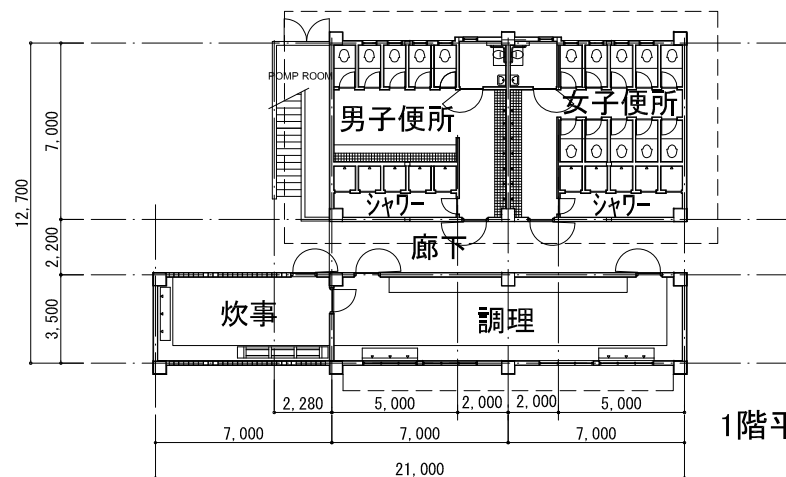 POMP ROOM
男子便所
女子便所
シャワー
シャワー
廊下
炊事
調理
7,000
12,700
2,200
3,500
2,280
5,000
2,000
2,000
5,000
7,000
7,000
7,000
21,000
1階平